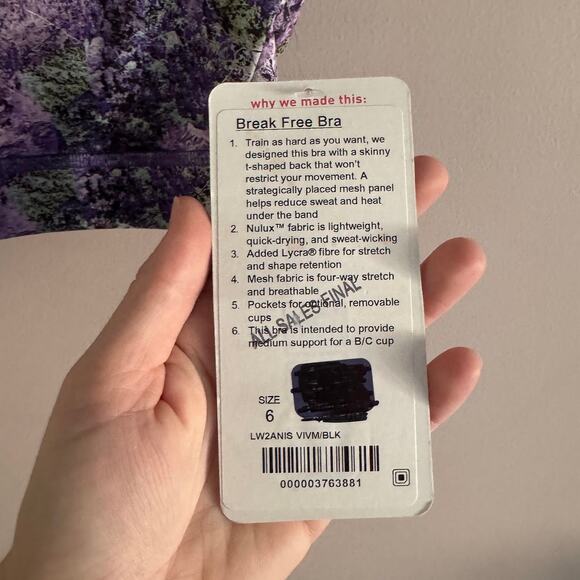 why we made this:
Break Free Bra
1. Train as hard as you want, we
designed this bra with a skinny
t-shaped back that won't
restrict your movement. A
strategically placed mesh panel
helps reduce sweat and heat
under the band
2. Nulux™ fabric is lightweight,
quick-drying, and sweat-wicking
3. Added Lycra® fibre for stretch
and shape retention
4. Mesh fabric is four-way stretch
and breathable
5. Pockets for optional, removable
cups
6. This bra is intended to provide
medium support for a B/C cup
ALL SALES FINAL
SIZE
6
LW2ANIS VIVM/BLK
000003763881